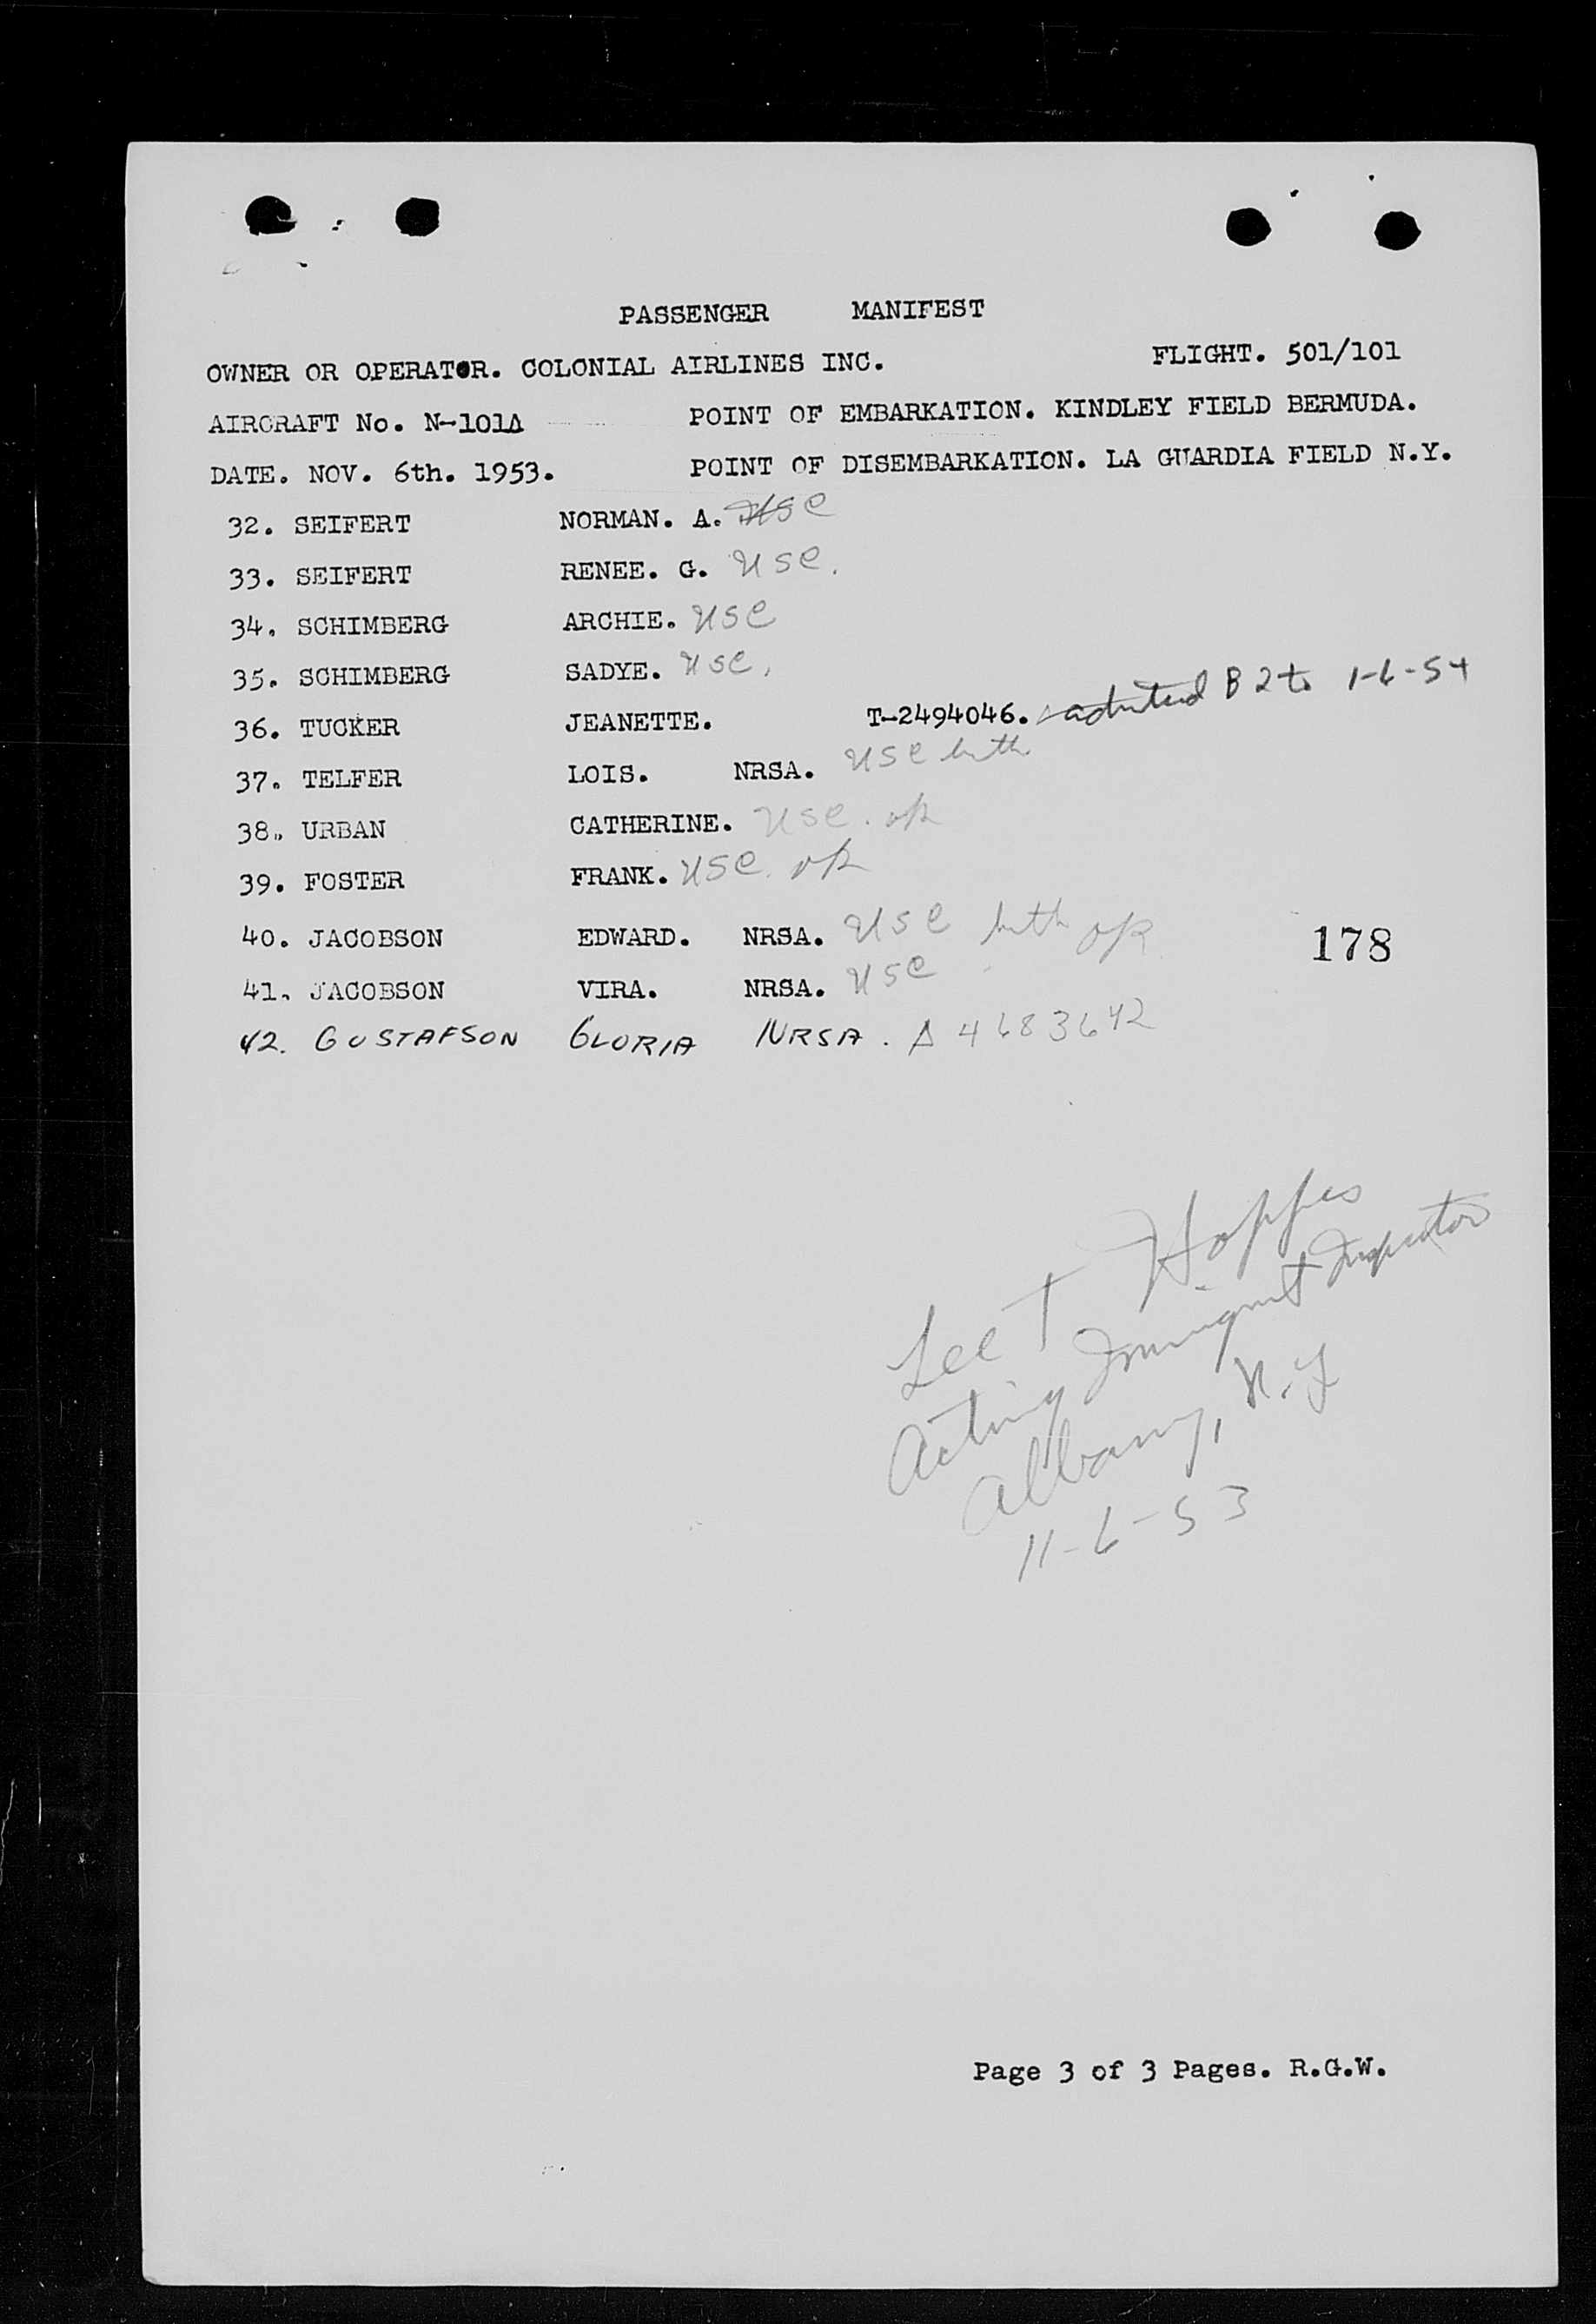 PASSENGER MANIFEST
OWNER OR OPERATOR. COLONIAL AIRLINES INC. FLIGHT. 501/101
AIRCRAFT No. N-101A POINT OF EMBARKATION. KINDLEY FIELD BERMUDA.
DATE. NOV. 6th. 1953. POINT OF DISEMBARKATION. LA GUARDIA FIELD N.Y.
32. SEIFERT NORMAN. A. USC
33. SEIFERT RENEE. G. USC.
34. SCHIMBERG ARCHIE. USC
35. SCHIMBERG SADYE. USC.
36. TUCKER JEANETTE. T-2494046. admitted B2 to 1-6-54
37. TELFER LOIS. NRSA. USC birth
38. URBAN CATHERINE. USC.
39. FOSTER FRANK. USC.
40. JACOBSON EDWARD. NRSA. USC birth
178
41. JACOBSON VIRA. NRSA. USC
42. GUSTAFSON GLORIA NRSA. A 4683642
Lee T Hoppes
Acting Immigrant Inspector
Albany, N.Y
11-6-53
Page 3 of 3 Pages. R.G.W.